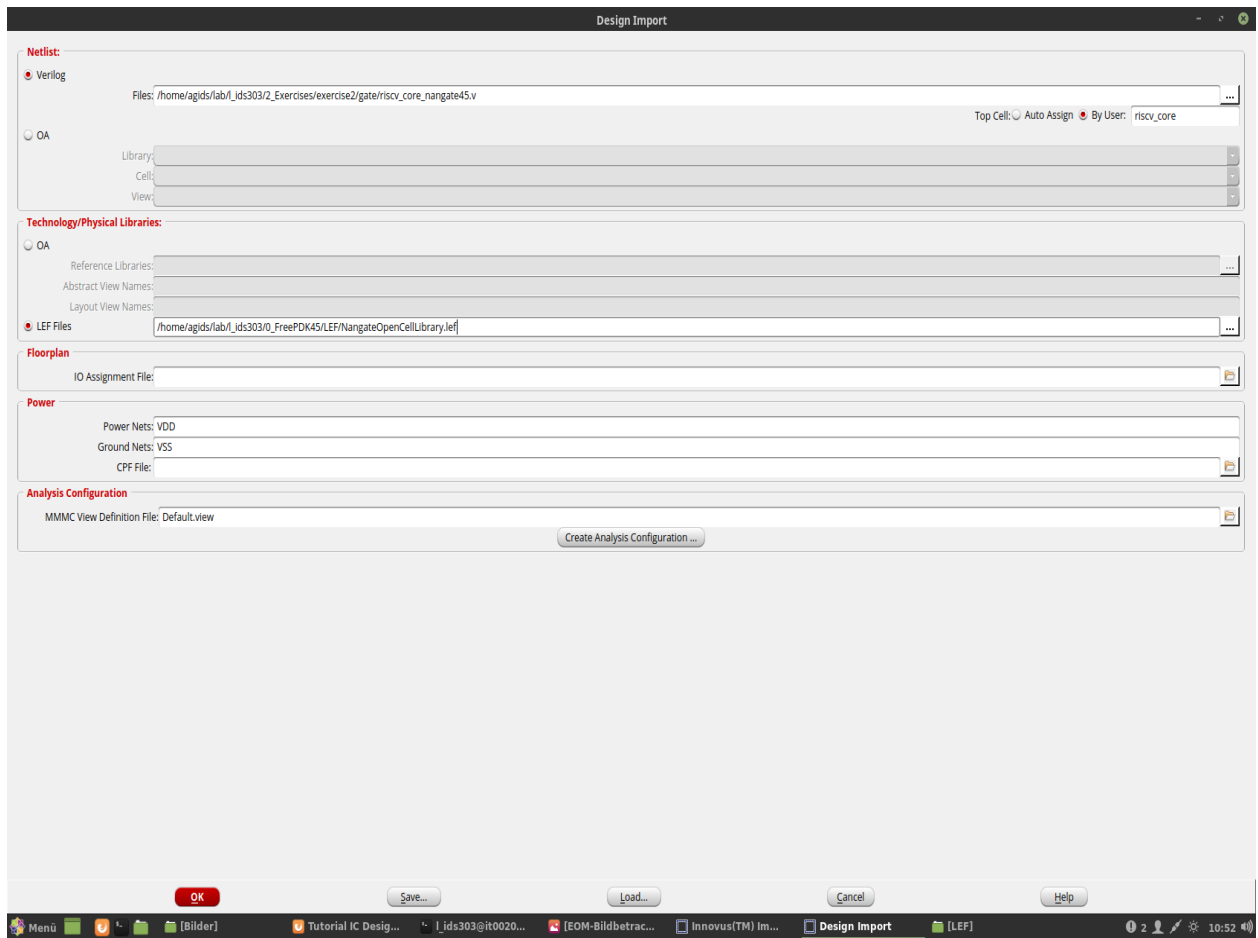 Design Import
Netlist:
Verilog
Files: /home/agids/lab/l_ids303/2_Exercises/exercise2/gate/riscv_core_nangate45.v ...
Top Cell: Auto Assign By User: riscv_core
OA
Library:
Cell:
View:
Technology/Physical Libraries:
OA
Reference Libraries: ...
Abstract View Names:
Layout View Names:
LEF Files /home/agids/lab/l_ids303/0_FreePDK45/LEF/NangateOpenCellLibrary.lef ...
Floorplan
IO Assignment File:
Power
Power Nets: VDD
Ground Nets: VSS
CPF File:
Analysis Configuration
MMMC View Definition File: Default.view
Create Analysis Configuration ...
OK Save... Load... Cancel Help
Menü [Bilder] Tutorial IC Desig... l_ids303@it0020... [EOM-Bildbetrac... Innovus(TM) Im... Design Import [LEF] 2 10:52